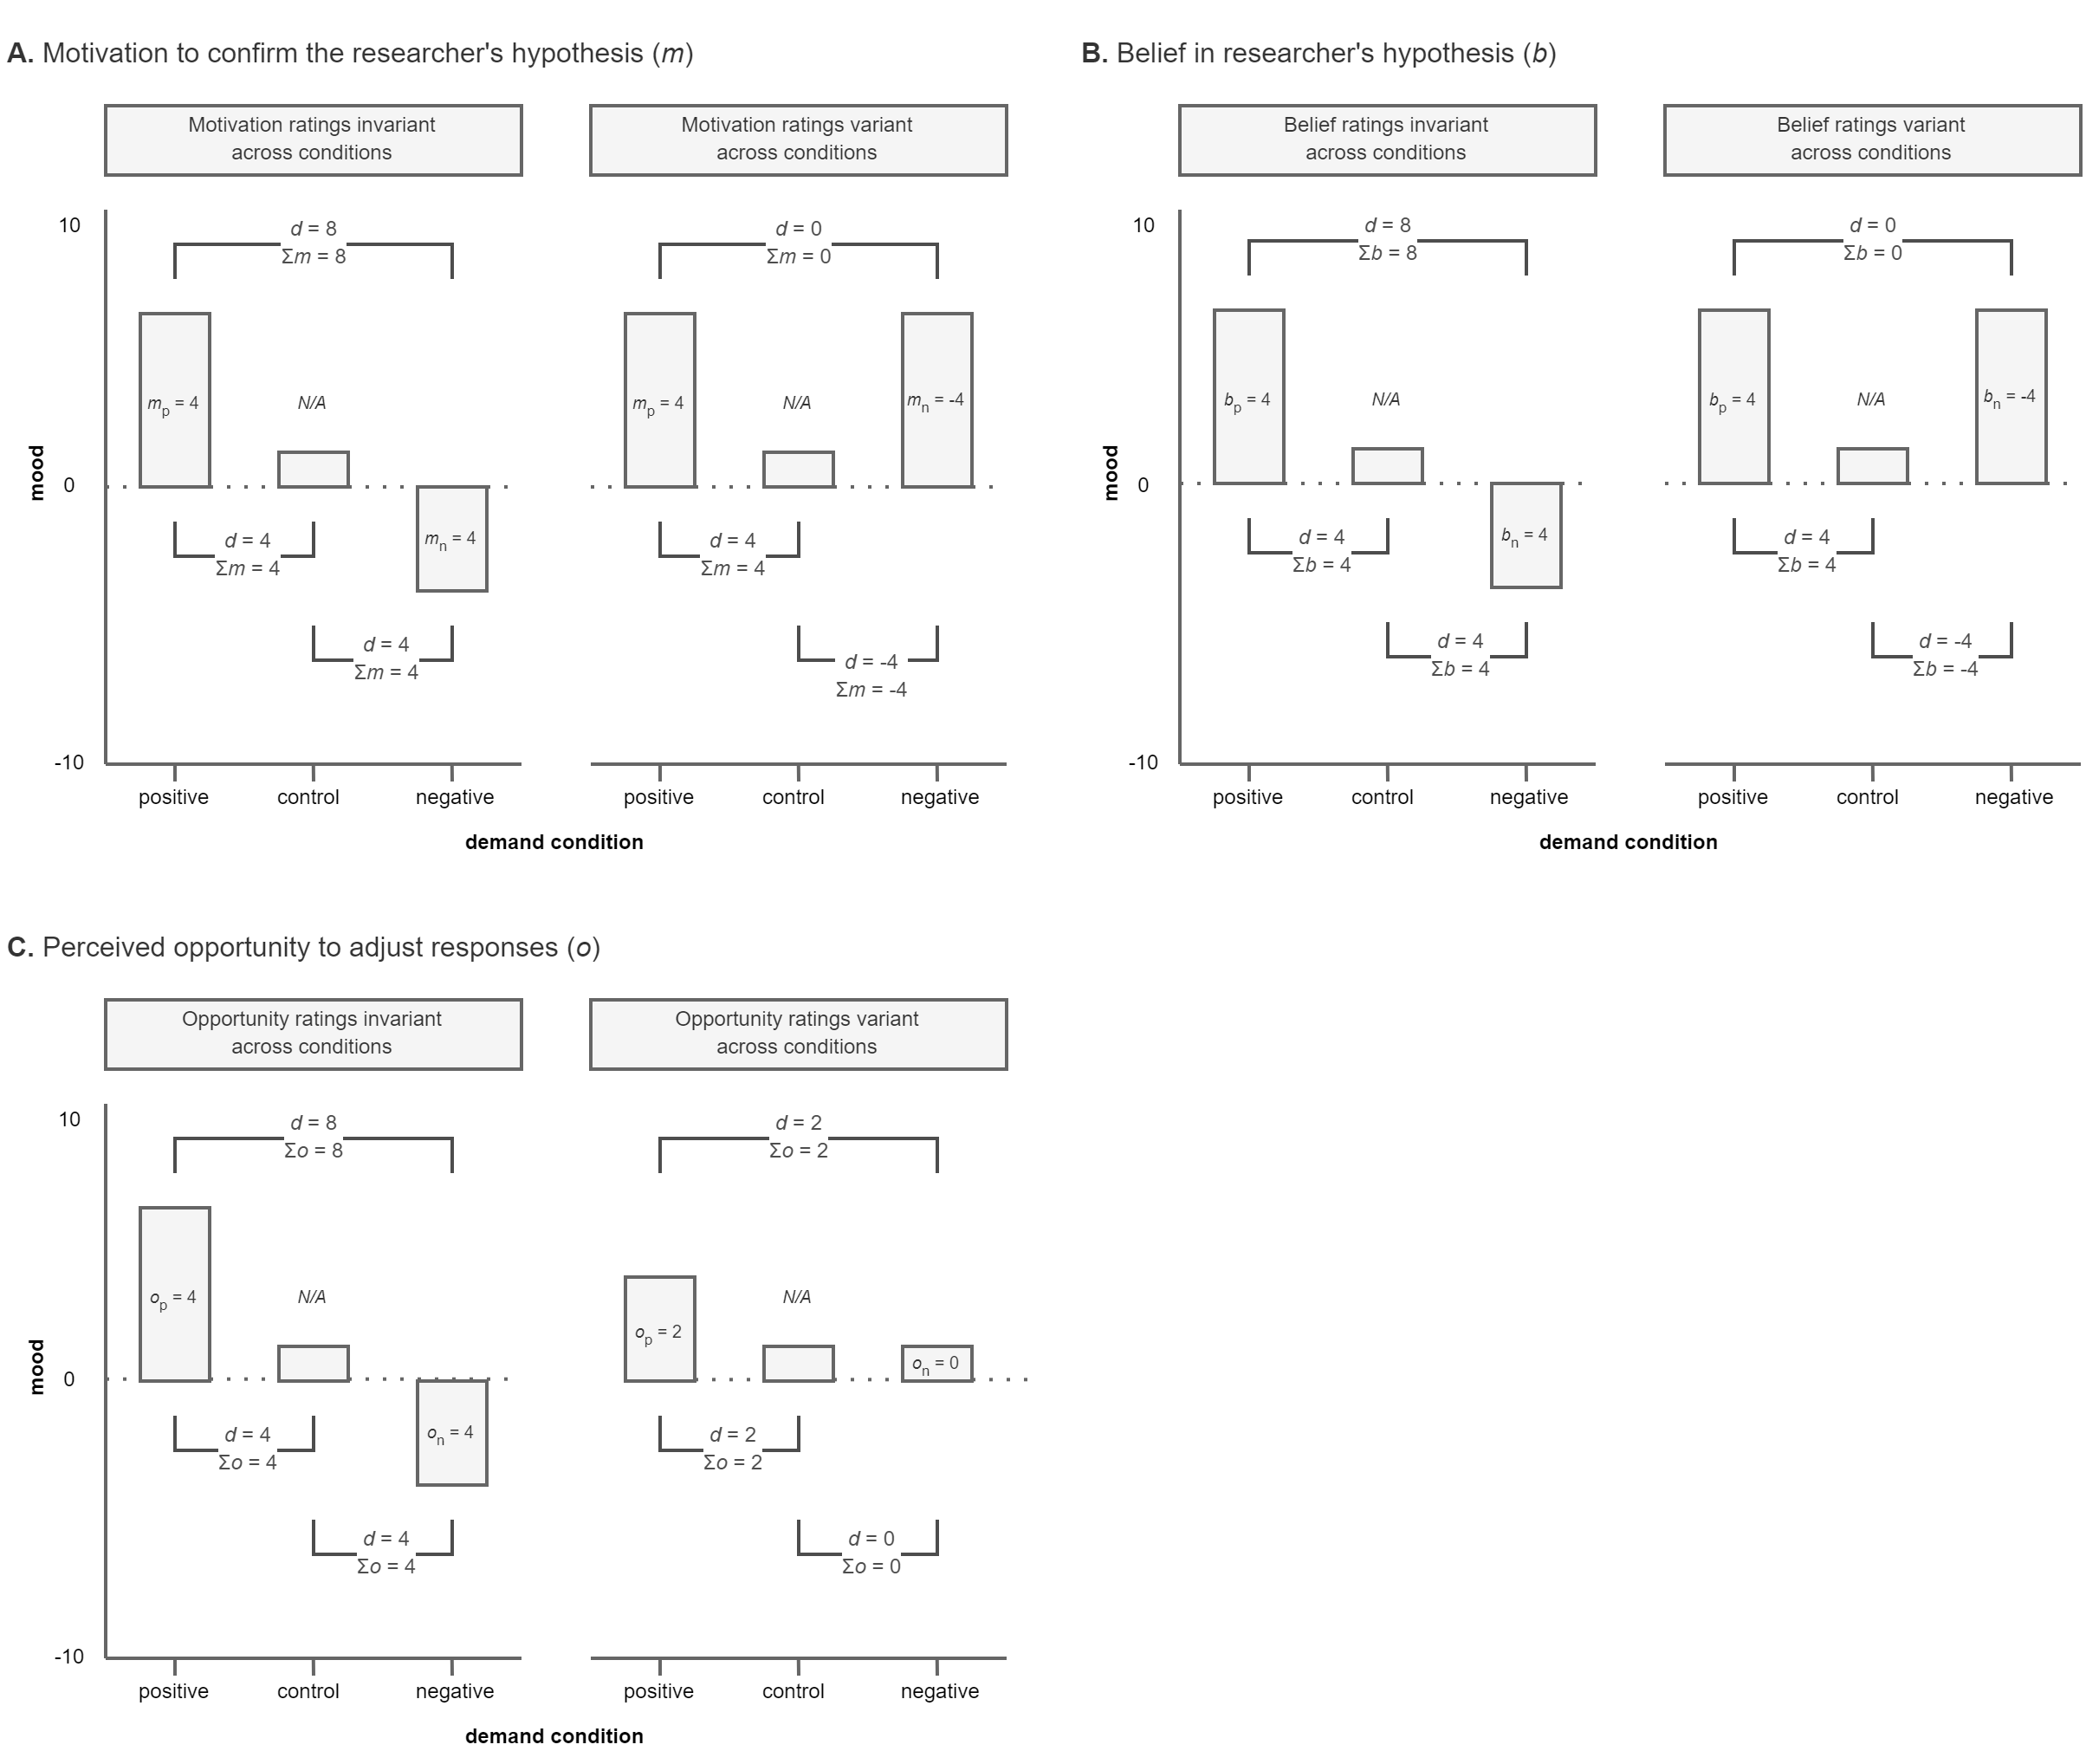 A. Motivation to confirm the researcher's hypothesis (m)
Motivation ratings invariant
across conditions
Motivation ratings variant
across conditions
10
d = 8
Σm = 8
d = 0
Σm = 0
mp = 4
N/A
mp = 4
N/A
mn = -4
mood
0
d = 4
Σm = 4
mn = 4
d = 4
Σm = 4
d = 4
Σm = 4
d = -4
Σm = -4
-10
positive control negative
positive control negative
demand condition
B. Belief in researcher's hypothesis (b)
Belief ratings invariant
across conditions
Belief ratings variant
across conditions
10
d = 8
Σb = 8
d = 0
Σb = 0
bp = 4
N/A
bp = 4
N/A
bn = -4
mood
0
d = 4
Σb = 4
bn = 4
d = 4
Σb = 4
d = 4
Σb = 4
d = -4
Σb = -4
-10
positive control negative
positive control negative
demand condition
C. Perceived opportunity to adjust responses (o)
Opportunity ratings invariant
across conditions
Opportunity ratings variant
across conditions
10
d = 8
Σo = 8
d = 2
Σo = 2
op = 4
N/A
op = 2
N/A
on = 0
mood
0
d = 4
Σo = 4
on = 4
d = 2
Σo = 2
d = 4
Σo = 4
d = 0
Σo = 0
-10
positive control negative
positive control negative
demand condition